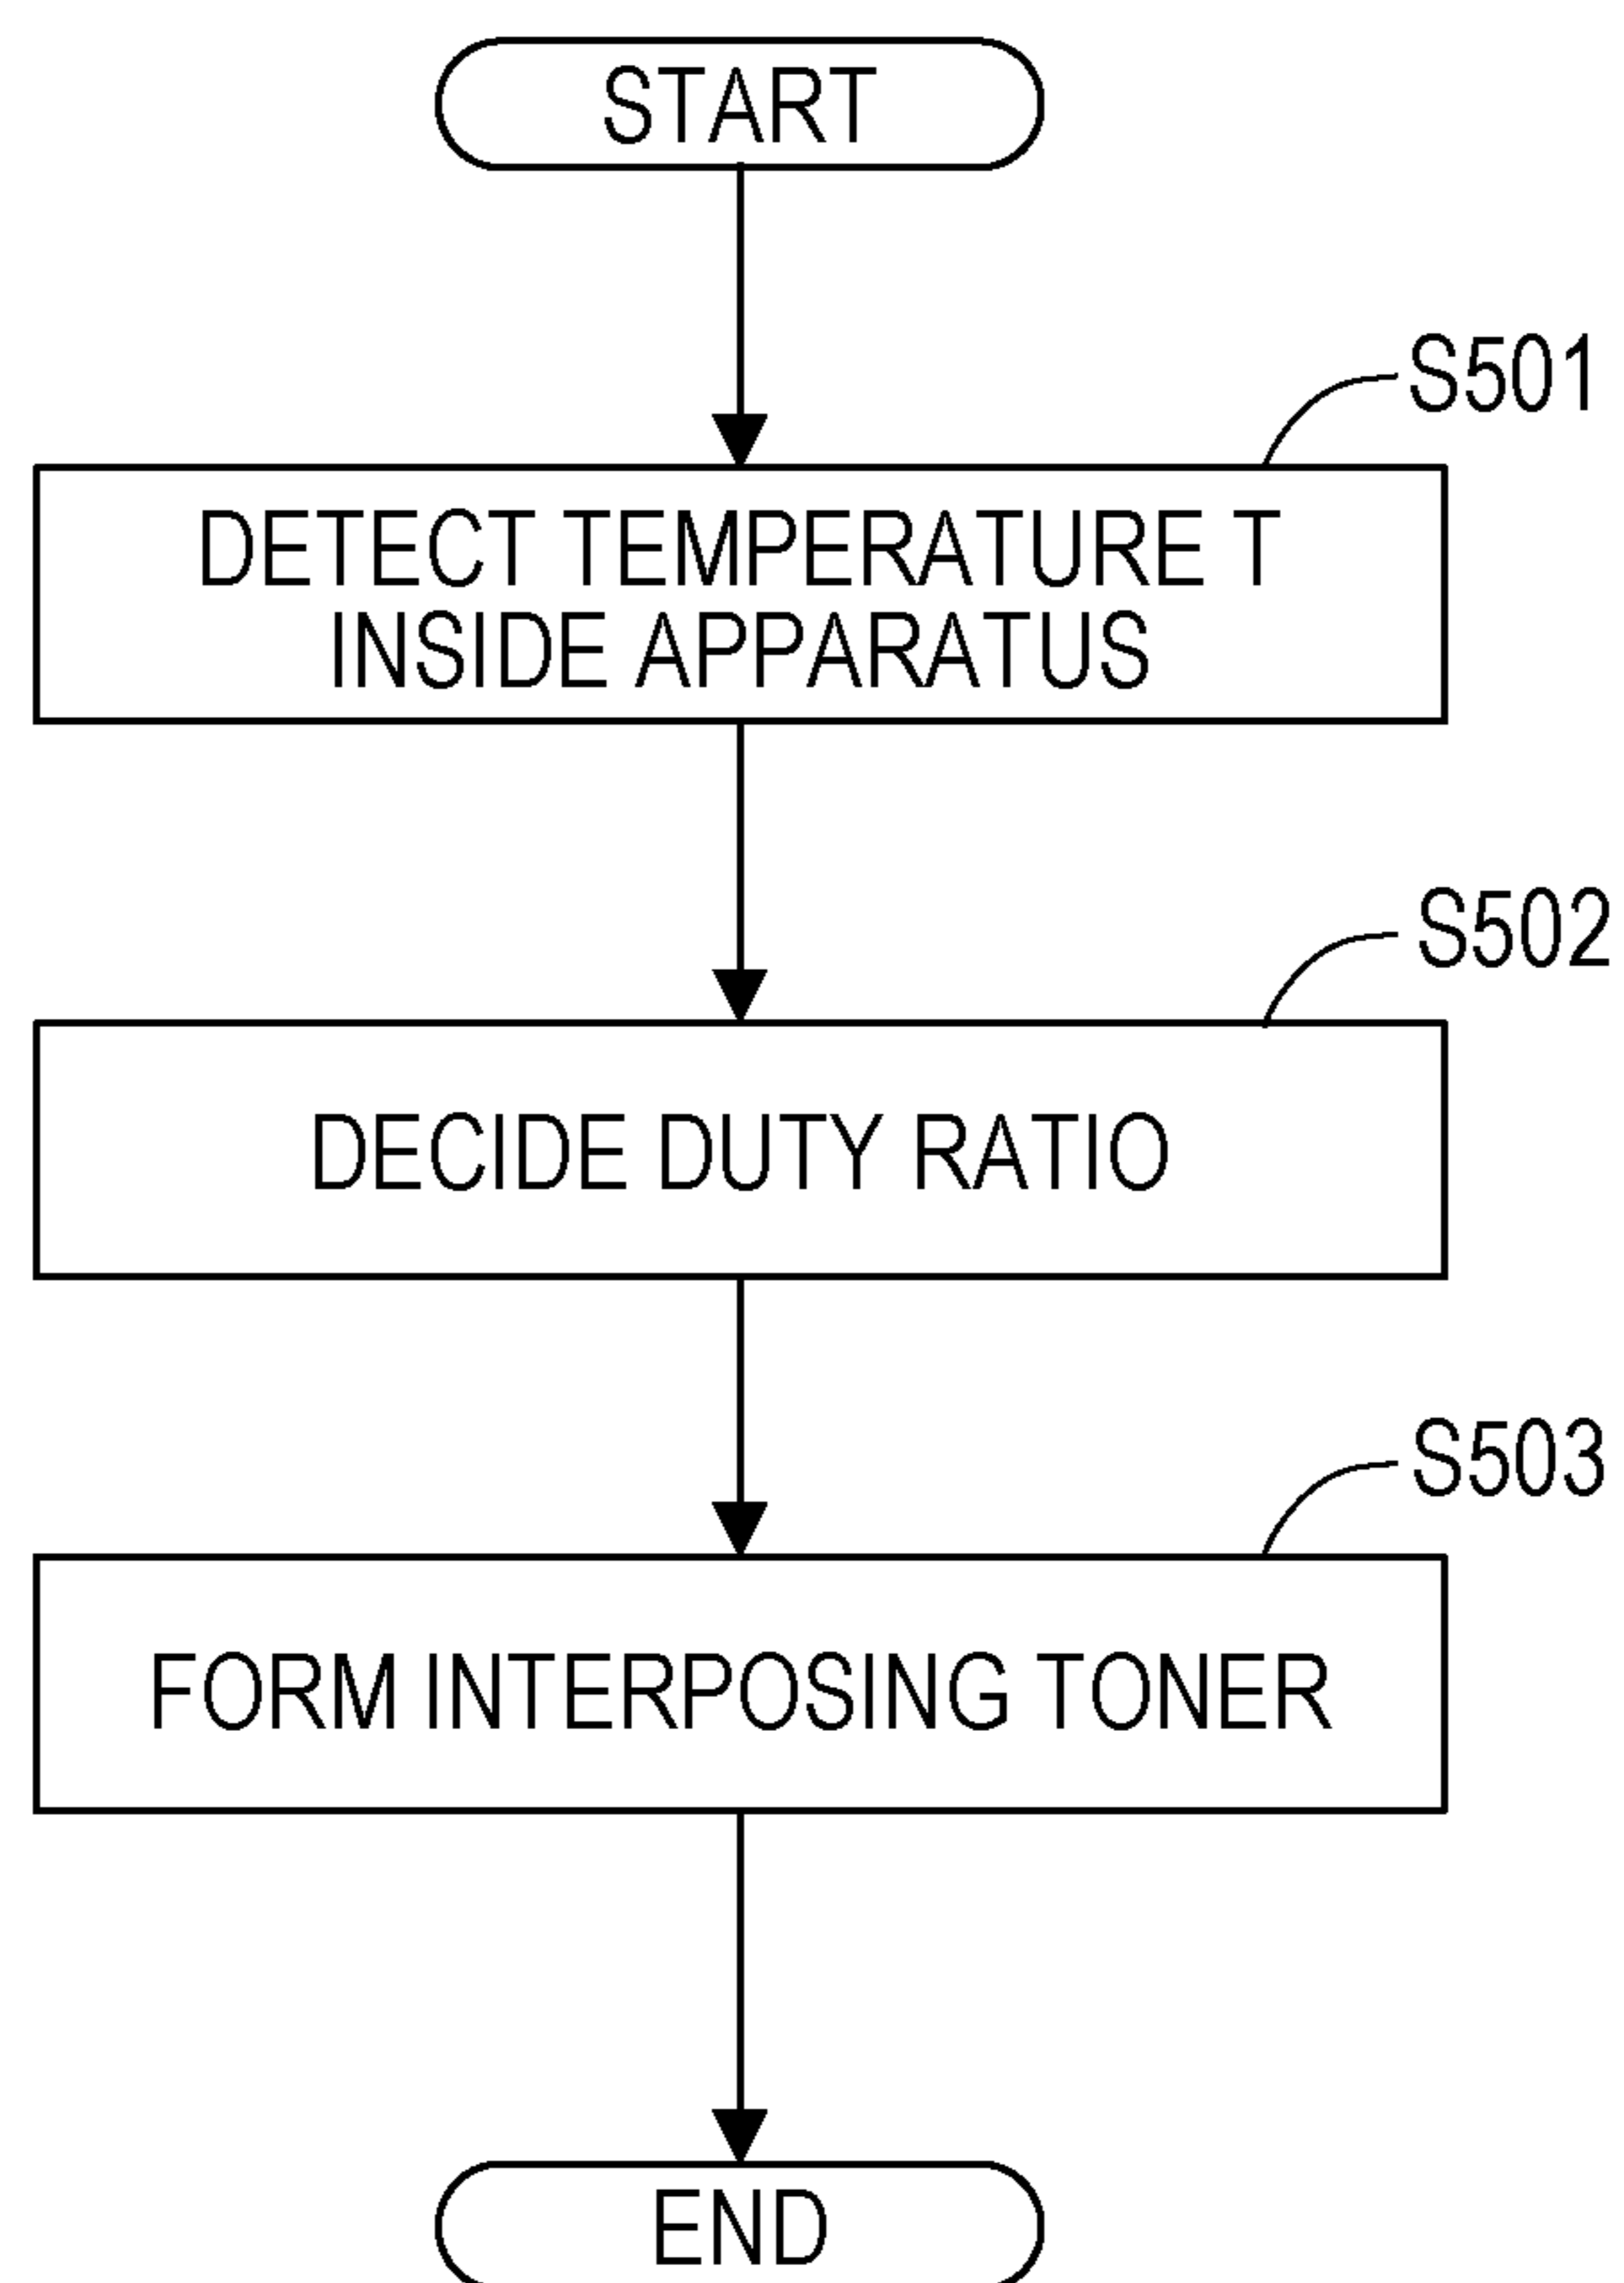 START
S501
DETECT TEMPERATURE T
INSIDE APPARATUS
S502
DECIDE DUTY RATIO
S503
FORM INTERPOSING TONER
END